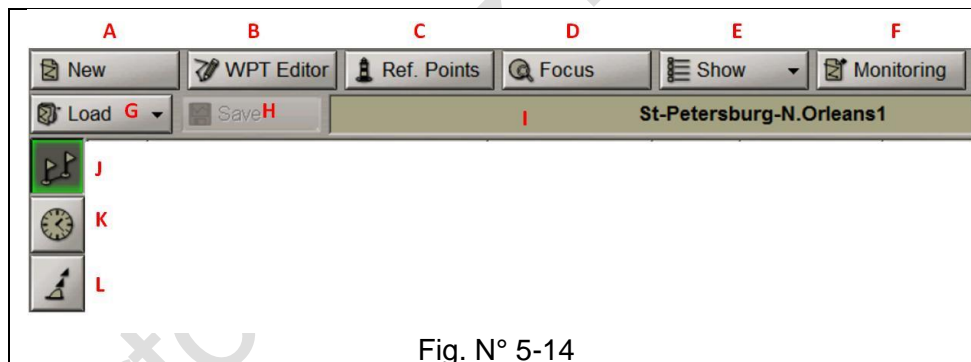 A B C D E F
New WPT Editor Ref. Points Focus Show Monitoring
Load G Save H I St-Petersburg-N.Orleans1
J
K
L
Fig. N° 5-14